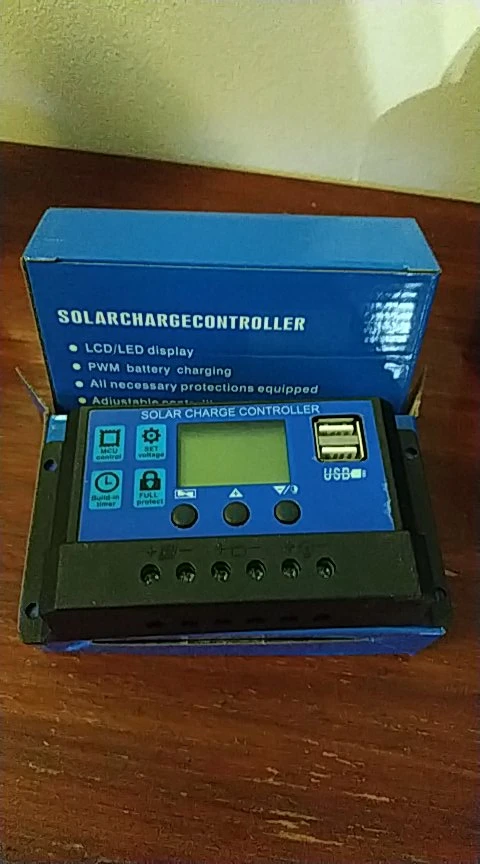 SOLARCHARGECONTROLLER
LCD/LED display
PWM battery charging
All necessary protections equipped
Adjustable
SOLAR CHARGE CONTROLLER
MCU
control
SET
voltage
Build-in
timer
FULL
protect
USB